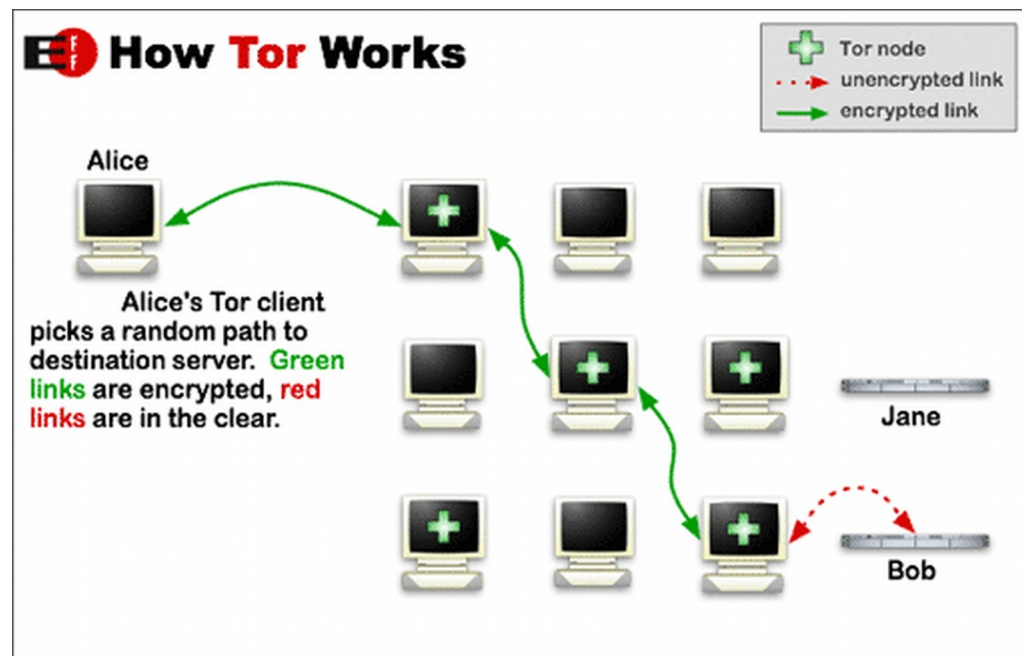 EFF How Tor Works
Tor node
unencrypted link
encrypted link
Alice
Alice's Tor client
picks a random path to
destination server. Green
links are encrypted, red
links are in the clear.
Jane
Bob